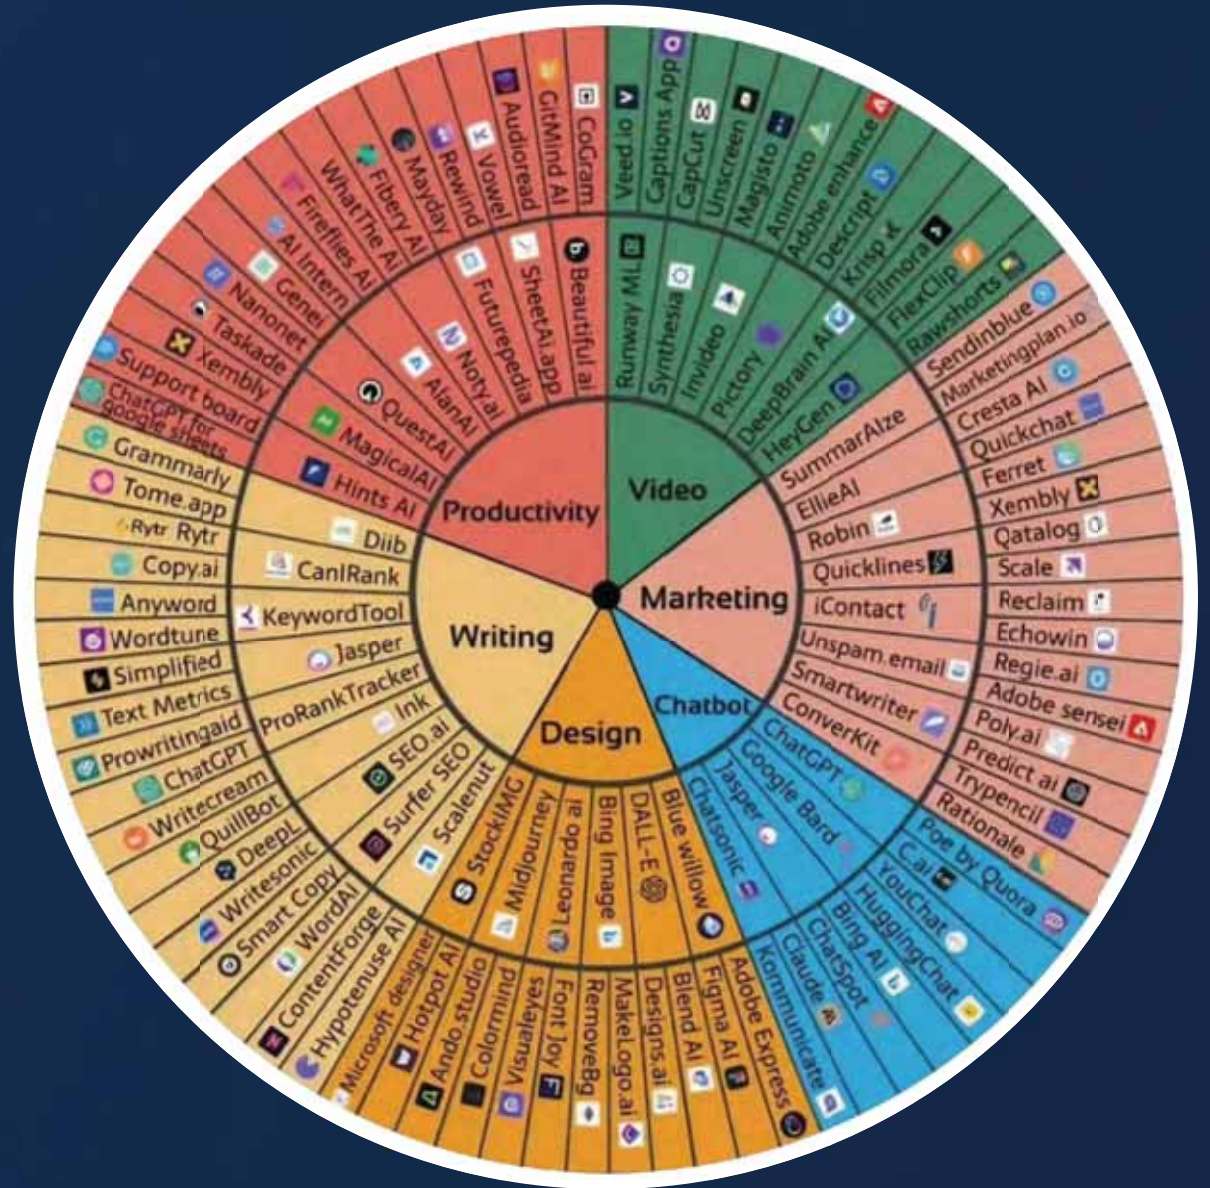 Productivity
Video
Marketing
Chatbot
Design
Writing
Runway ML
Synthesia
Invideo
Pictory
DeepBrain AI
HeyGen
SummarAIze
EllieAI
Robin
Quicklines
iContact
Unspam.email
Smartwriter
ConverKit
ChatGPT
Google Bard
Jasper
Chatsonic
Blue willow
DALL-E
Bing Image
Leonardo ai
Midjourney
StockIMG
Scalenut
Surfer SEO
SEO.ai
Ink
ProRankTracker
Jasper
KeywordTool
CanIRank
Diib
Hints AI
MagicalAI
QuestAI
AlanAI
Noty.ai
Futurepedia
SheetAi.app
Beautiful ai
Veed.io
Captions App
CapCut
Unscreen
Magisto
Animoto
Adobe enhance
Descript
Krisp
Filmora
FlexClip
Rawshorts
Sendinblue
Marketingplan.io
Cresta AI
Quickchat
Ferret
Xembly
Qatalog
Scale
Reclaim
Echowin
Regie.ai
Adobe sensei
Poly.ai
Predict ai
Trypencil
Rationale
Poe by Quora
C.ai
YouChat
HuggingChat
Bing AI
ChatSpot
Claude
Kommunicate
Adobe Express
Figma AI
Blend AI
Designs.ai
MakeLogo.ai
RemoveBg
Font Joy
Visualeyes
Colormind
Ando.studio
Hotpot Ai
Microsoft designer
Hypotenuse AI
ContentForge
WordAi
Smart Copy
Writesonic
DeepL
QuillBot
Writecream
ChatGPT
Prowritingaid
Text Metrics
Simplified
Wordtune
Anyword
Copy.ai
Rytr Rytr
Tome.app
Grammarly
ChatGPT for
google sheets
Support board
Xembly
Taskade
Nanonet
Genei
AI Intern
Fireflies Ai
WhatThe AI
Fibery AI
Mayday
Rewind
Vowel
Audioread
GitMind AI
CoGram